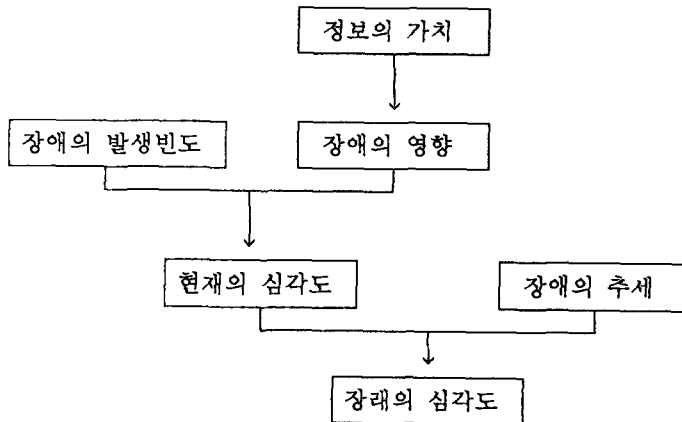 정보의 가치
장애의 발생빈도
장애의 영향
현재의 심각도
장애의 추세
장래의 심각도